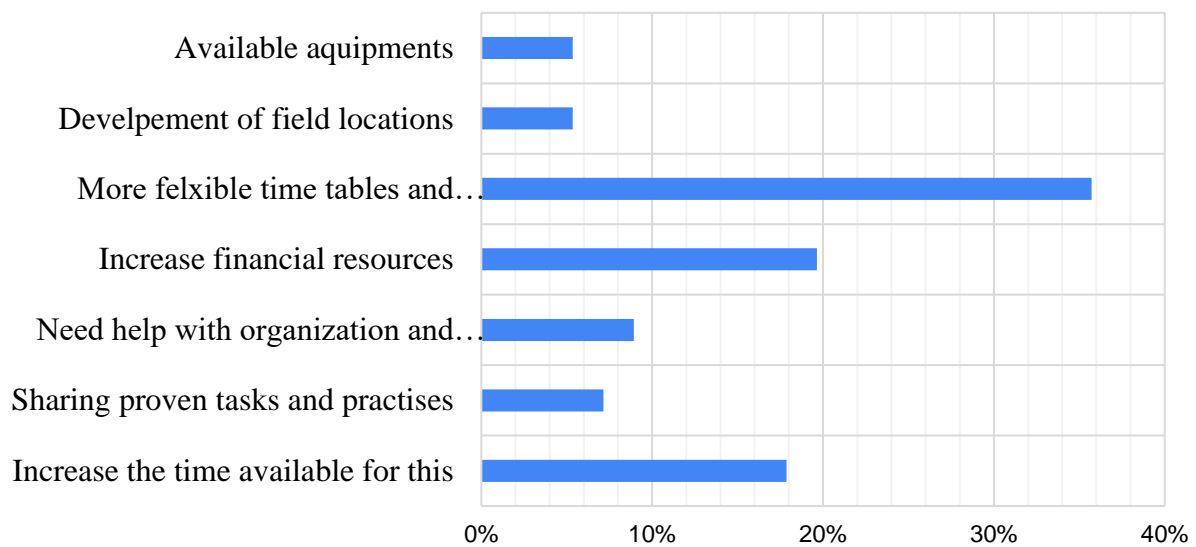 Available aquipments
Develpement of field locations
More felxible time tables and…
Increase financial resources
Need help with organization and…
Sharing proven tasks and practises
Increase the time available for this
0% 10% 20% 30% 40%